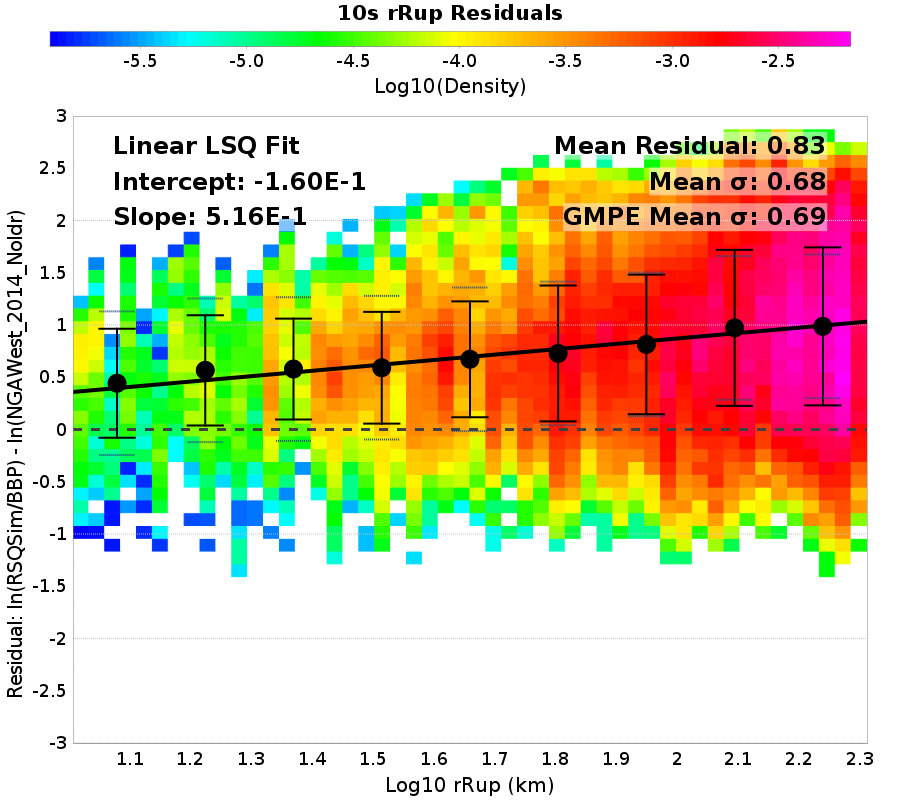 10s rRup Residuals
-5.5 -5.0 -4.5 -4.0 -3.5 -3.0 -2.5
Log10(Density)
Linear LSQ Fit
Intercept: -1.60E-1
Slope: 5.16E-1
Mean Residual: 0.83
Mean σ: 0.68
GMPE Mean σ: 0.69
Residual: ln(RSQSim/BBP) - ln(NGAWest_2014_NoIdr)
3
2.5
2
1.5
1
0.5
0
-0.5
-1
-1.5
-2
-2.5
-3
1.1 1.2 1.3 1.4 1.5 1.6 1.7 1.8 1.9 2 2.1 2.2 2.3
Log10 rRup (km)